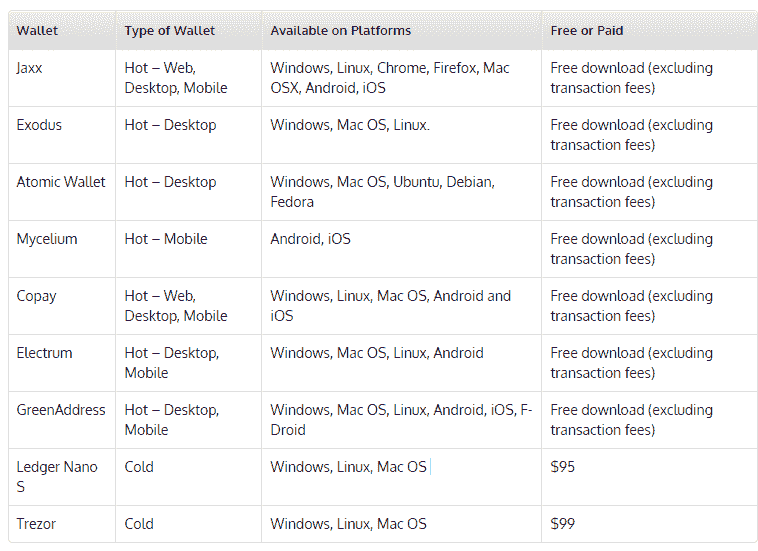 Wallet Type of Wallet Available on Platforms Free or Paid
Jaxx Hot – Web, Windows, Linux, Chrome, Firefox, Mac Free download (excluding
Desktop, Mobile OSX, Android, iOS transaction fees)
Exodus Hot – Desktop Windows, Mac OS, Linux. Free download (excluding
transaction fees)
Atomic Wallet Hot – Desktop Windows, Mac OS, Ubuntu, Debian, Free download (excluding
Fedora transaction fees)
Mycelium Hot – Mobile Android, iOS Free download (excluding
transaction fees)
Copay Hot – Web, Windows, Linux, Mac OS, Android and Free download (excluding
Desktop, Mobile iOS transaction fees)
Electrum Hot – Desktop, Windows, Mac OS, Linux, Android Free download (excluding
Mobile transaction fees)
GreenAddress Hot – Desktop, Windows, Mac OS, Linux, Android, iOS, F- Free download (excluding
Mobile Droid transaction fees)
Ledger Nano Cold Windows, Linux, Mac OS $95
S
Trezor Cold Windows, Linux, Mac OS $99